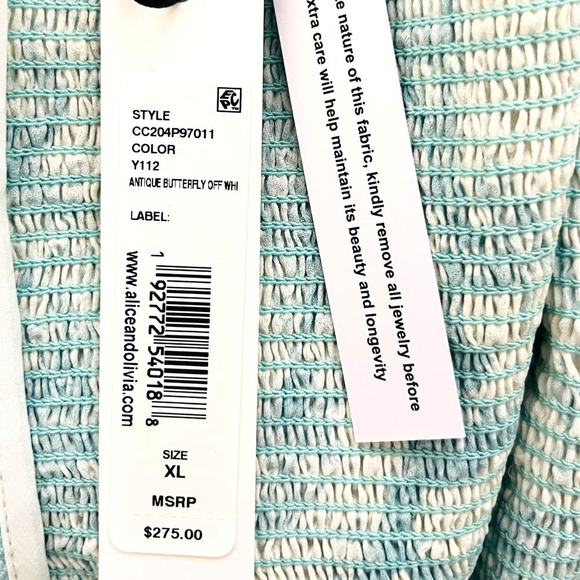 STYLE
CC204P97011
COLOR
Y112
ANTIQUE BUTTERFLY OFF WHI
LABEL:
www.aliceandolivia.com
1 92772 54018 8
SIZE
XL
MSRP
$275.00
nature of this fabric, kindly remove all jewelry before
care will help maintain its beauty and longevity